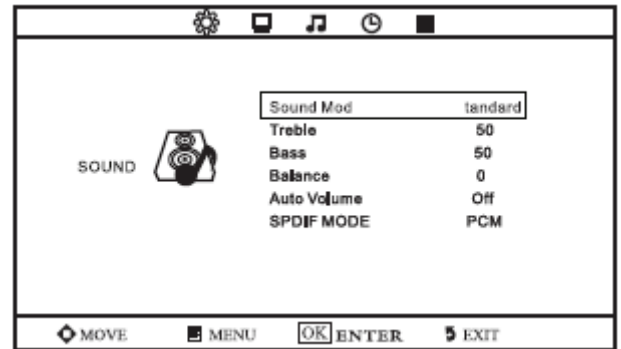 Sound Mod tandard
Treble 50
Bass 50
SOUND
Balance 0
Auto Volume Off
SPDIF MODE PCM
MOVE MENU OK ENTER EXIT